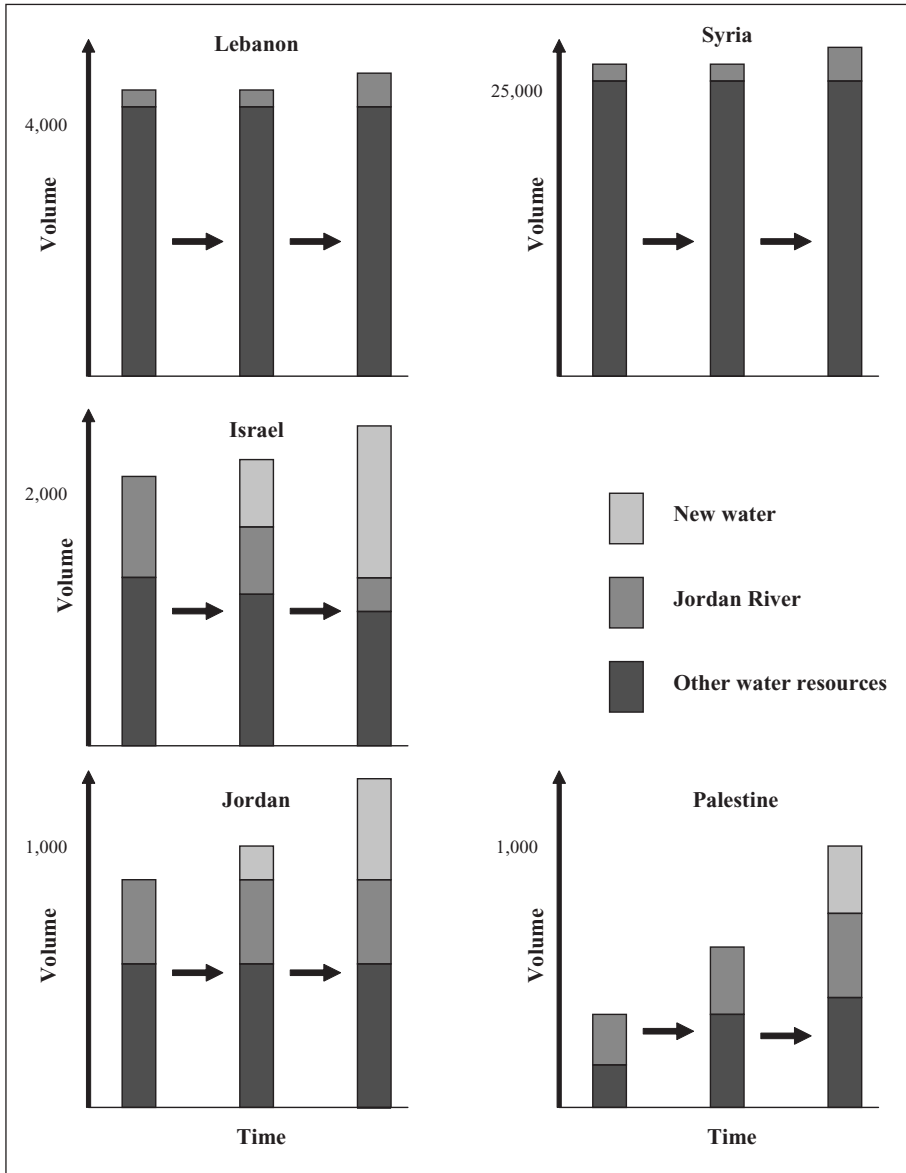 Lebanon
4,000
Volume
Syria
25,000
Volume
Israel
2,000
Volume
New water
Jordan River
Other water resources
Jordan
1,000
Volume
Time
Palestine
1,000
Volume
Time